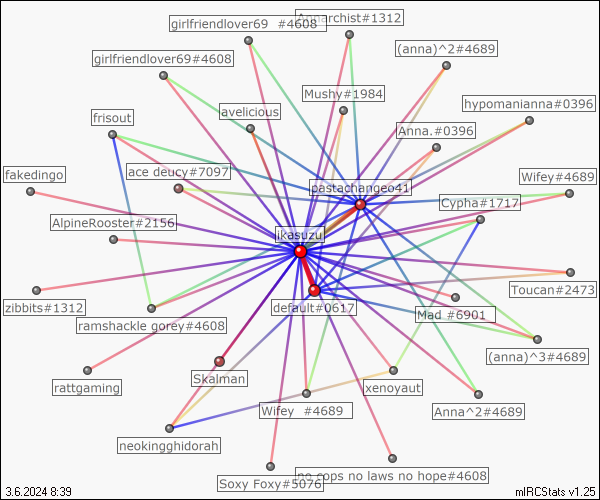 girlfriendlover69 #4608
Annarchist#1312
girlfriendlover69#4608
(anna)^2#4689
Mushy#1984
hypomanianna#0396
frisout
avelicious
Anna.#0396
fakedingo
ace deucy#7097
pastachangeo41
Wifey#4689
AlpineRooster#2156
ikasuzu
Cypha#1717
zibbits#1312
ramshackle gorey#4608
default#0617
Mad #6901
Toucan#2473
(anna)^3#4689
rattgaming
Skalman
xenoyaut
Wifey #4689
Anna^2#4689
neokingghidorah
Soxy Foxy#5076
no cops no laws no hope#4608
3.6.2024 8:39
mIRCStats v1.25